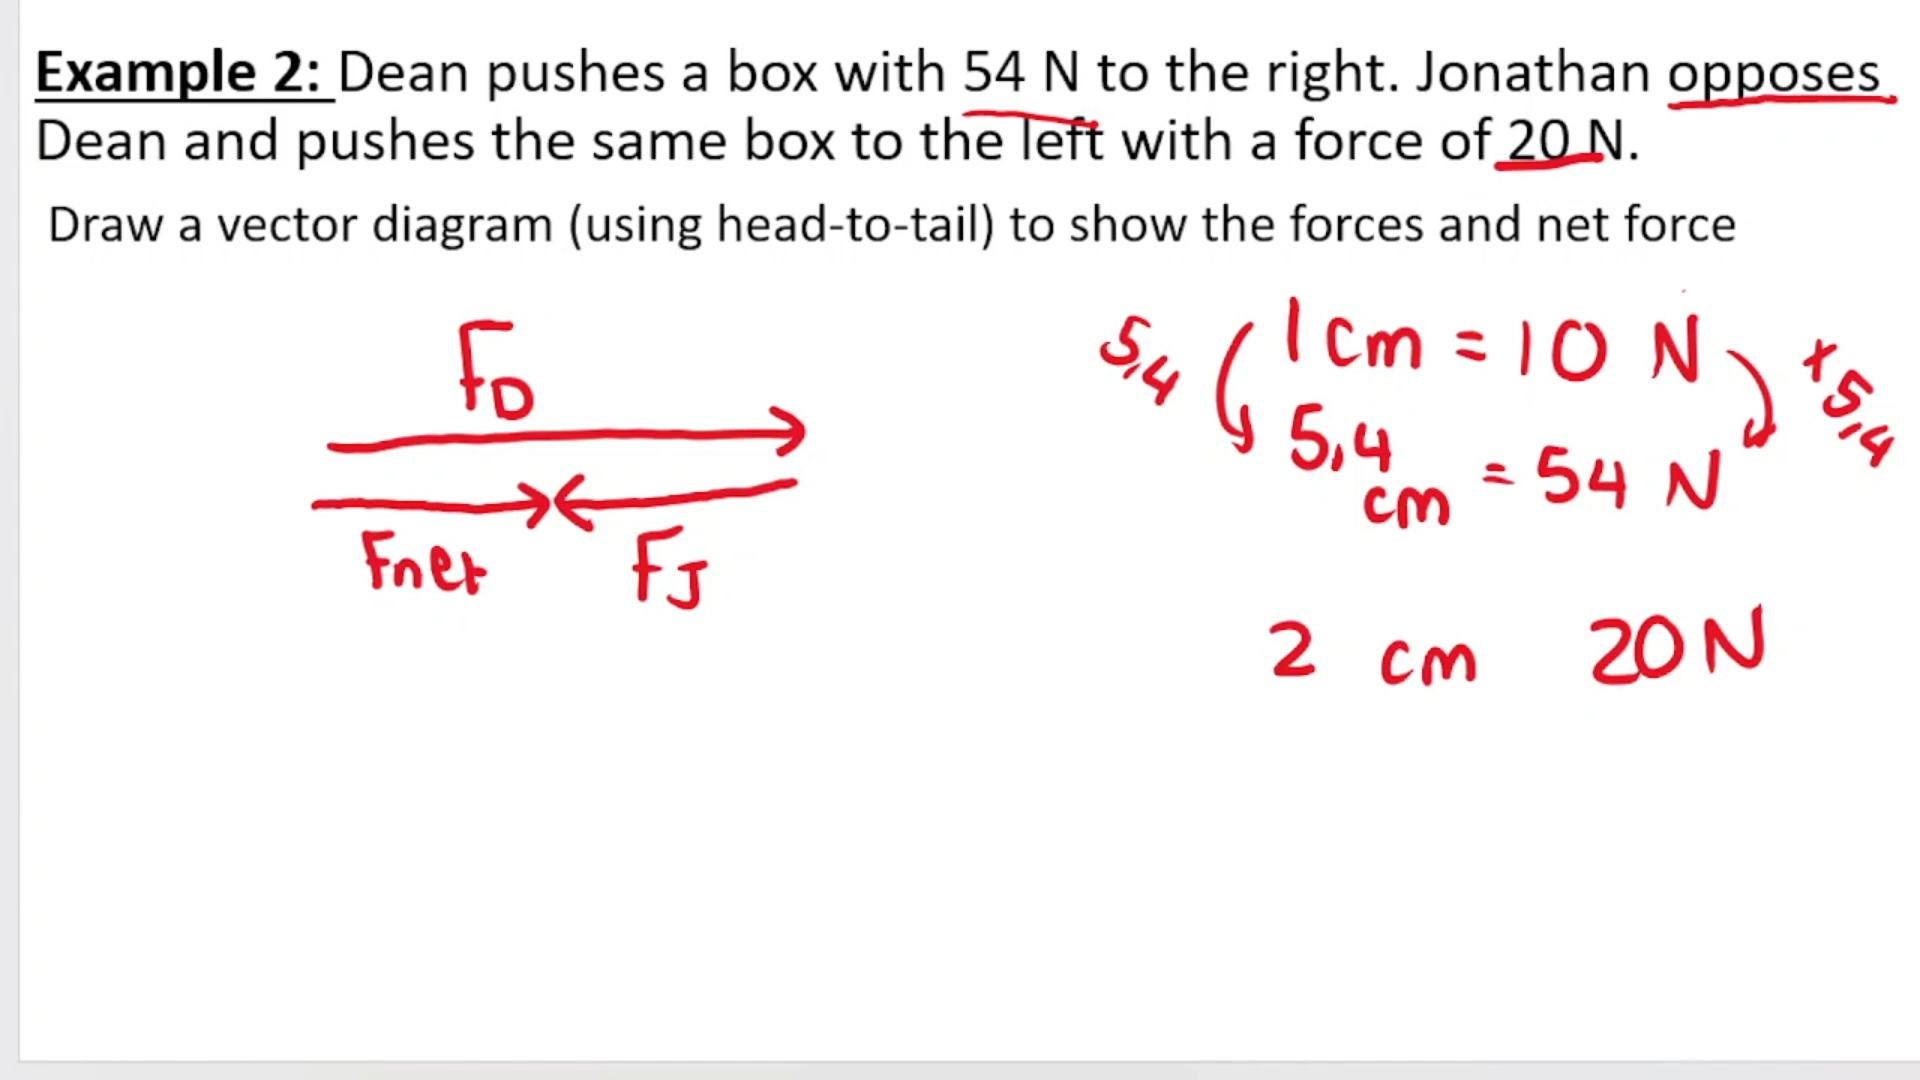 Example 2: Dean pushes a box with 54 N to the right. Jonathan opposes
Dean and pushes the same box to the left with a force of 20 N.
Draw a vector diagram (using head-to-tail) to show the forces and net force
FD
Fnet
FJ
5,4
1 cm = 10 N
×5,4
5,4 cm = 54 N
2 cm 20 N